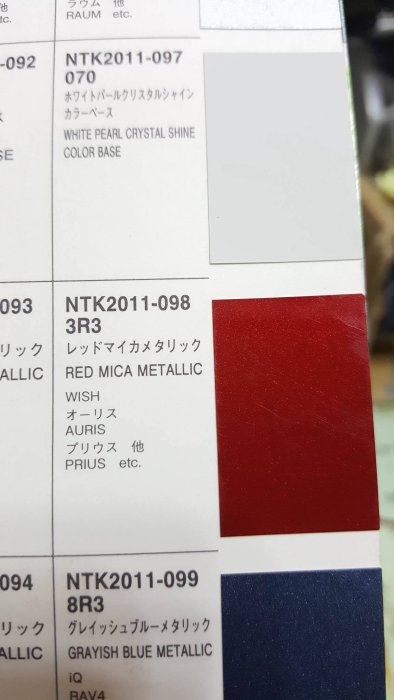 ラウム 他
RAUM etc.
NTK2011-097
070
ホワイトパールクリスタルシャイン
カラーベース
WHITE PEARL CRYSTAL SHINE
COLOR BASE
NTK2011-098
3R3
レッドマイカメタリック
RED MICA METALLIC
WISH
オーリス
AURIS
プリウス 他
PRIUS etc.
NTK2011-099
8R3
グレイッシュブルーメタリック
GRAYISH BLUE METALLIC
iQ
RAV4
他
tc.
-092
SE
093
リック
ALLIC
094
リック
ALLIC